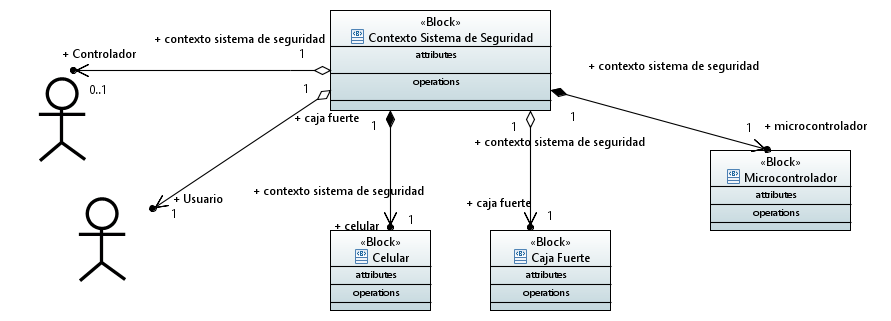 «Block»
Contexto Sistema de Seguridad
attributes
operations
+ contexto sistema de seguridad
1
+ Controlador
0..1
1
+ caja fuerte
+ Usuario
1
1
+ contexto sistema de seguridad
+ celular
1
«Block»
Celular
attributes
operations
1
+ contexto sistema de seguridad
+ caja fuerte
1
«Block»
Caja Fuerte
attributes
operations
+ contexto sistema de seguridad
1
1
+ microcontrolador
«Block»
Microcontrolador
attributes
operations